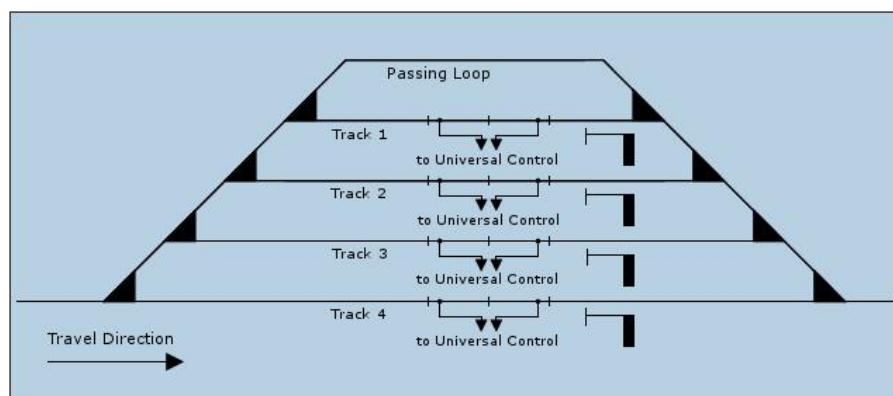 Passing Loop
Track 1
to Universal Control
Track 2
to Universal Control
Track 3
to Universal Control
Track 4
to Universal Control
Travel Direction